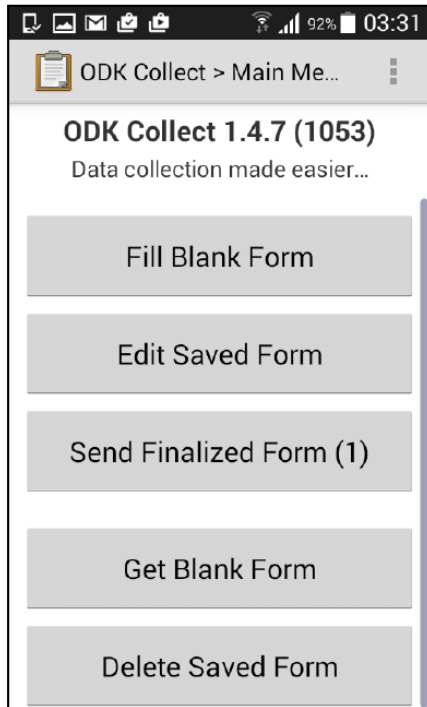 92% 03:31
ODK Collect > Main Me...
ODK Collect 1.4.7 (1053)
Data collection made easier...
Fill Blank Form
Edit Saved Form
Send Finalized Form (1)
Get Blank Form
Delete Saved Form